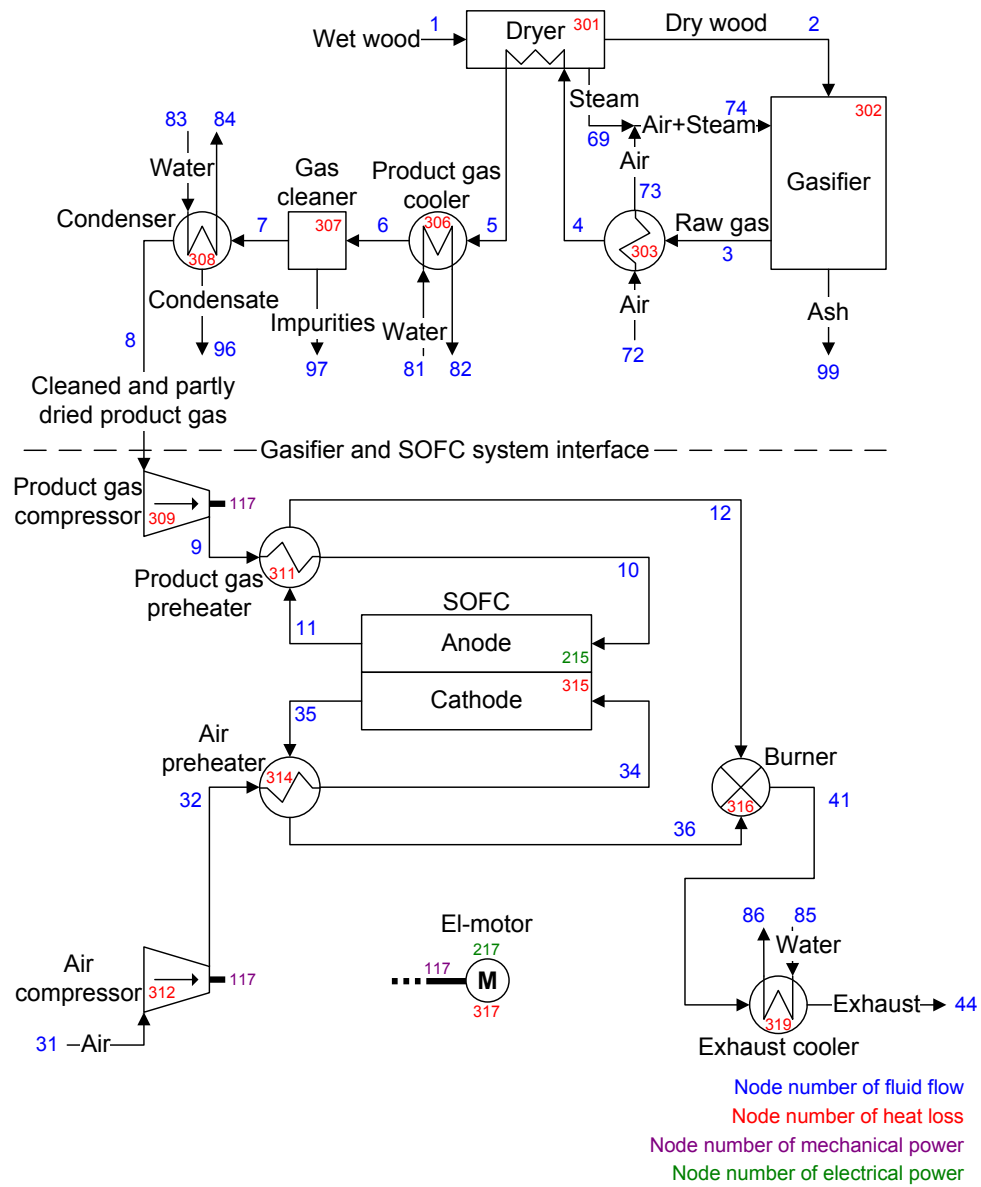 1
Wet wood
Dryer
301
Dry wood
2
Steam
69
74
Air+Steam
302
Gasifier
83
84
Water
Condenser
308
7
Gas
cleaner
307
6
Product gas
cooler
306
5
4
Air
73
303
Raw gas
3
Condensate
96
Impurities
97
Water
81
82
Air
72
Ash
99
8
Cleaned and partly
dried product gas
Gasifier and SOFC system interface
Product gas
compressor
309
117
9
Product gas
preheater
311
10
12
11
SOFC
Anode
215
Cathode
315
35
Air
preheater
314
34
32
36
Burner
316
41
Air
compressor
312
117
31
Air
El-motor
217
117
M
317
86
85
Water
319
Exhaust
44
Exhaust cooler
Node number of fluid flow
Node number of heat loss
Node number of mechanical power
Node number of electrical power